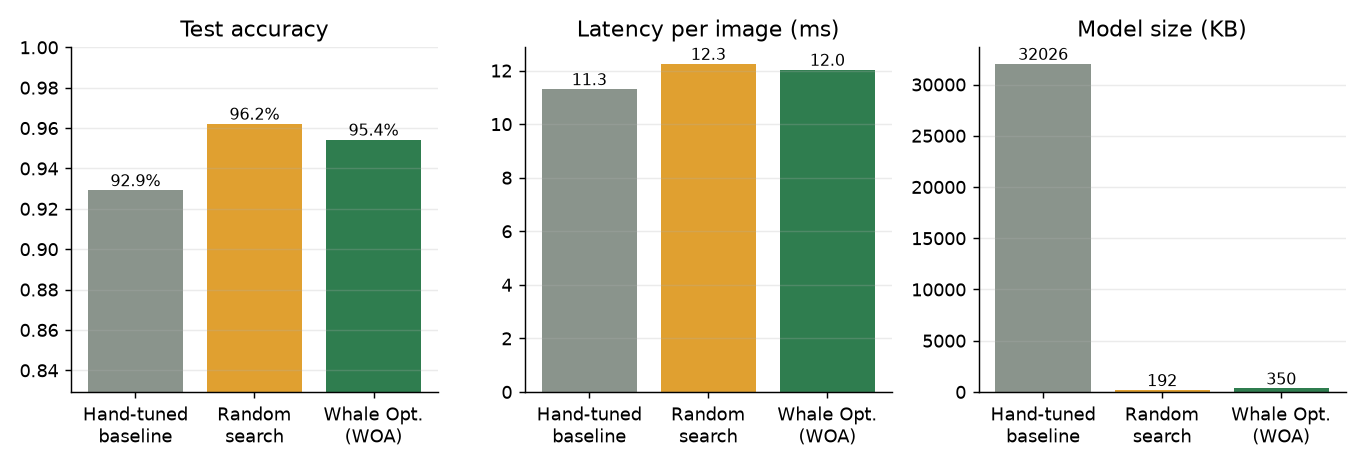 Test accuracy
1.00
0.98
0.96
0.94
0.92
0.90
0.88
0.86
0.84
92.9%
96.2%
95.4%
Hand-tuned
baseline
Random
search
Whale Opt.
(WOA)
Latency per image (ms)
12
10
8
6
4
2
0
11.3
12.3
12.0
Hand-tuned
baseline
Random
search
Whale Opt.
(WOA)
Model size (KB)
30000
25000
20000
15000
10000
5000
0
32026
192
350
Hand-tuned
baseline
Random
search
Whale Opt.
(WOA)